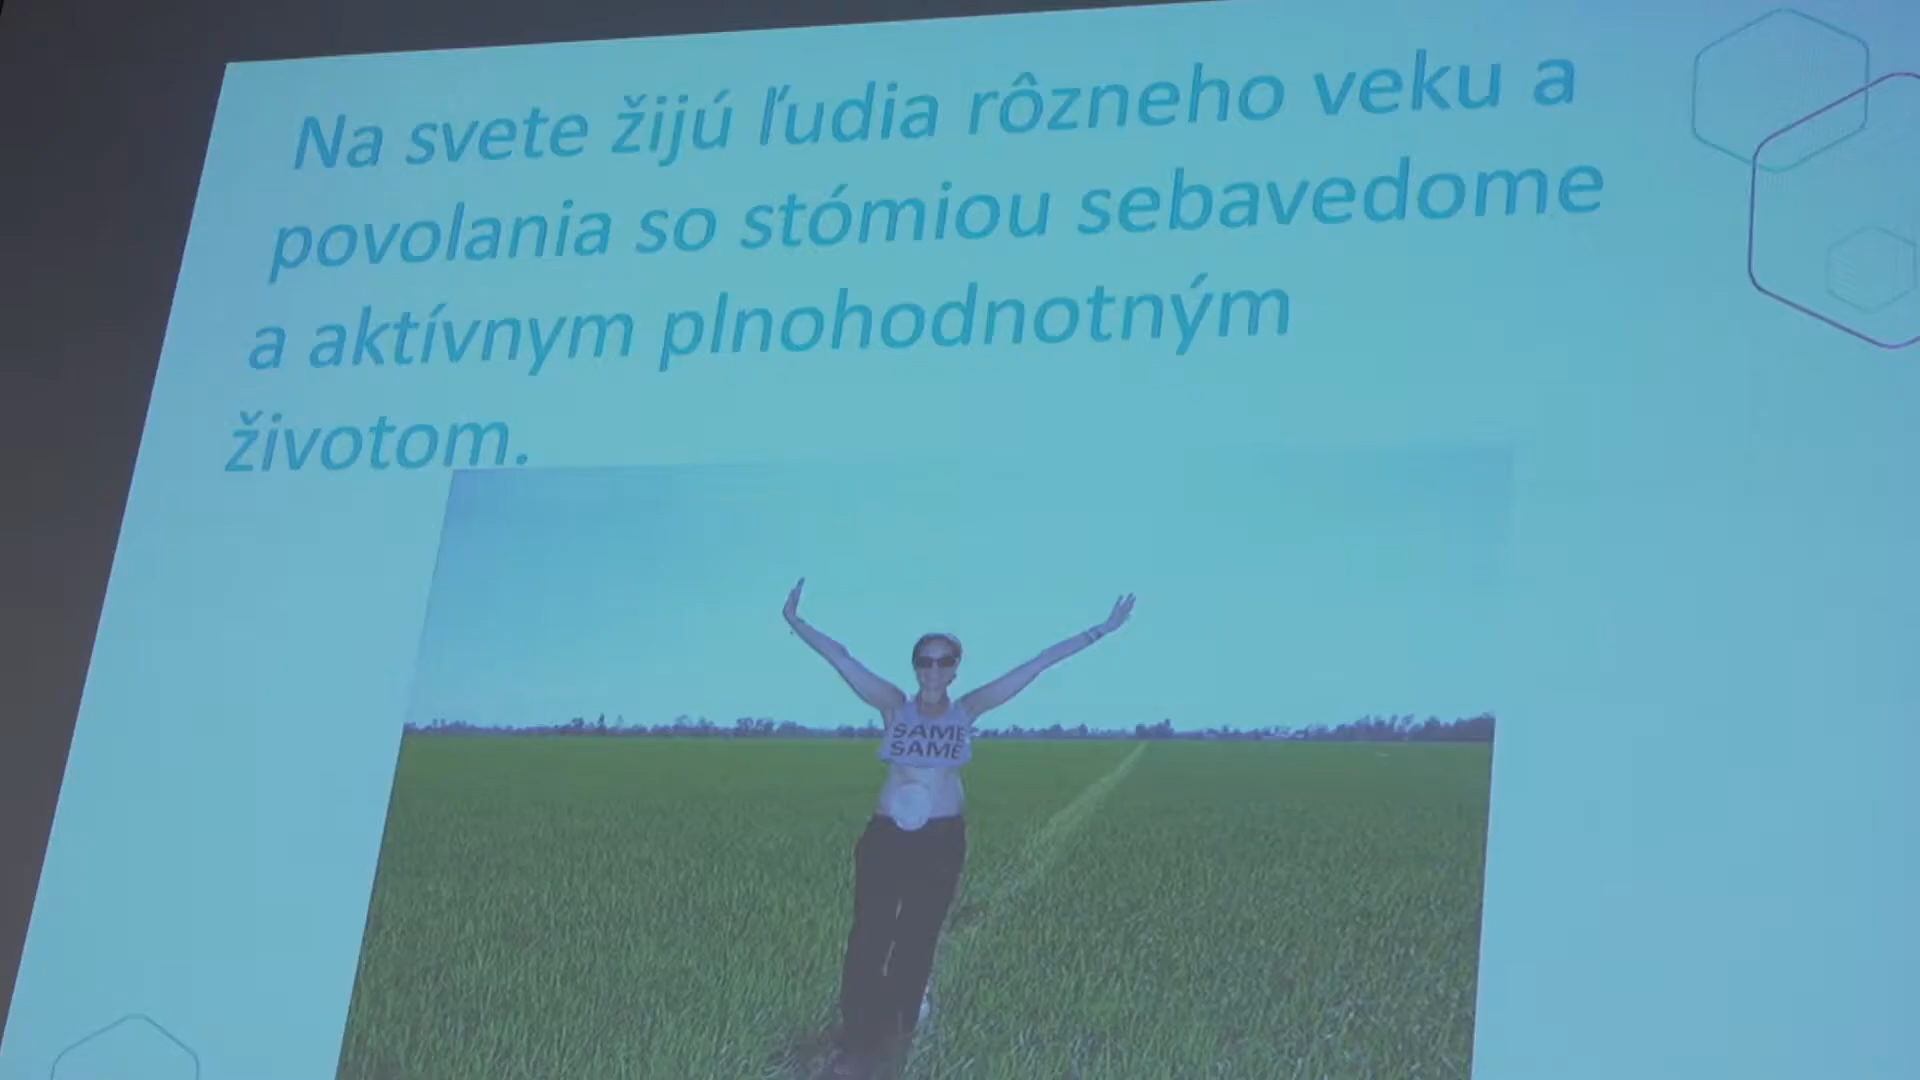 Na svete žijú ľudia rôzneho veku a
povolania so stómiou sebavedome
a aktívnym plnohodnotným
životom.
SAME
SAME